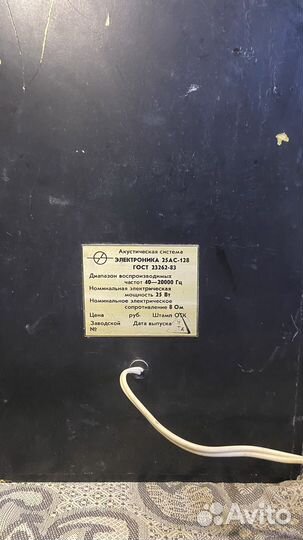 Акустическая система
ЭЛЕКТРОНИКА 25АС-128
ГОСТ 23262-83
Диапазон воспроизводимых
частот 40—20000 Гц
Номинальная электрическая
мощность 25 Вт
Номинальное электрическое
сопротивление 8 Ом
Цена руб. Штамп ОТК
Заводской Дата выпуска
№
Avito